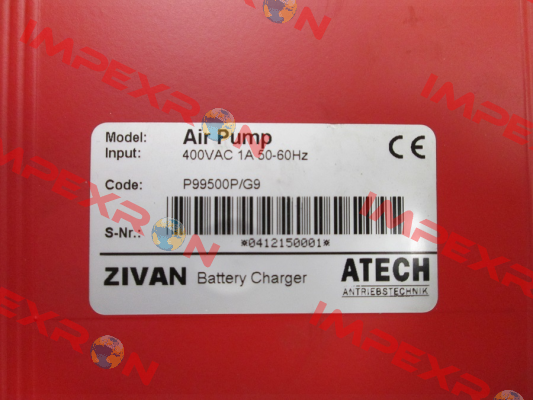 IMPEXRON
Model: Air Pump
Input: 400VAC 1A 50-60Hz
CE
Code: P99500P/G9
S-Nr.:
*0412150001*
ZIVAN Battery Charger
ATECH
ANTRIEBSTECHNIK
IMPEXRON
IMPEXRON
IMPEXRON
IMPEXRON